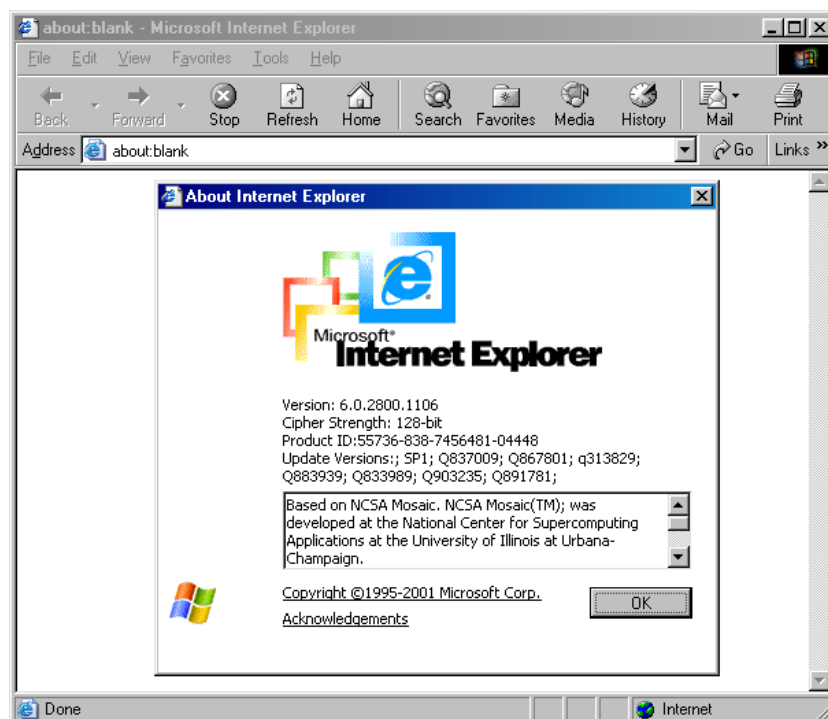 about:blank - Microsoft Internet Explorer
File Edit View Favorites Tools Help
Back Forward Stop Refresh Home Search Favorites Media History Mail Print
Address about:blank Go Links »
About Internet Explorer
Microsoft®
Internet Explorer
Version: 6.0.2800.1106
Cipher Strength: 128-bit
Product ID:55736-838-7456481-04448
Update Versions:; SP1; Q837009; Q867801; q313829;
Q883939; Q833989; Q903235; Q891781;
Based on NCSA Mosaic. NCSA Mosaic(TM); was
developed at the National Center for Supercomputing
Applications at the University of Illinois at Urbana-
Champaign.
Copyright ©1995-2001 Microsoft Corp.
OK
Acknowledgements
Done Internet